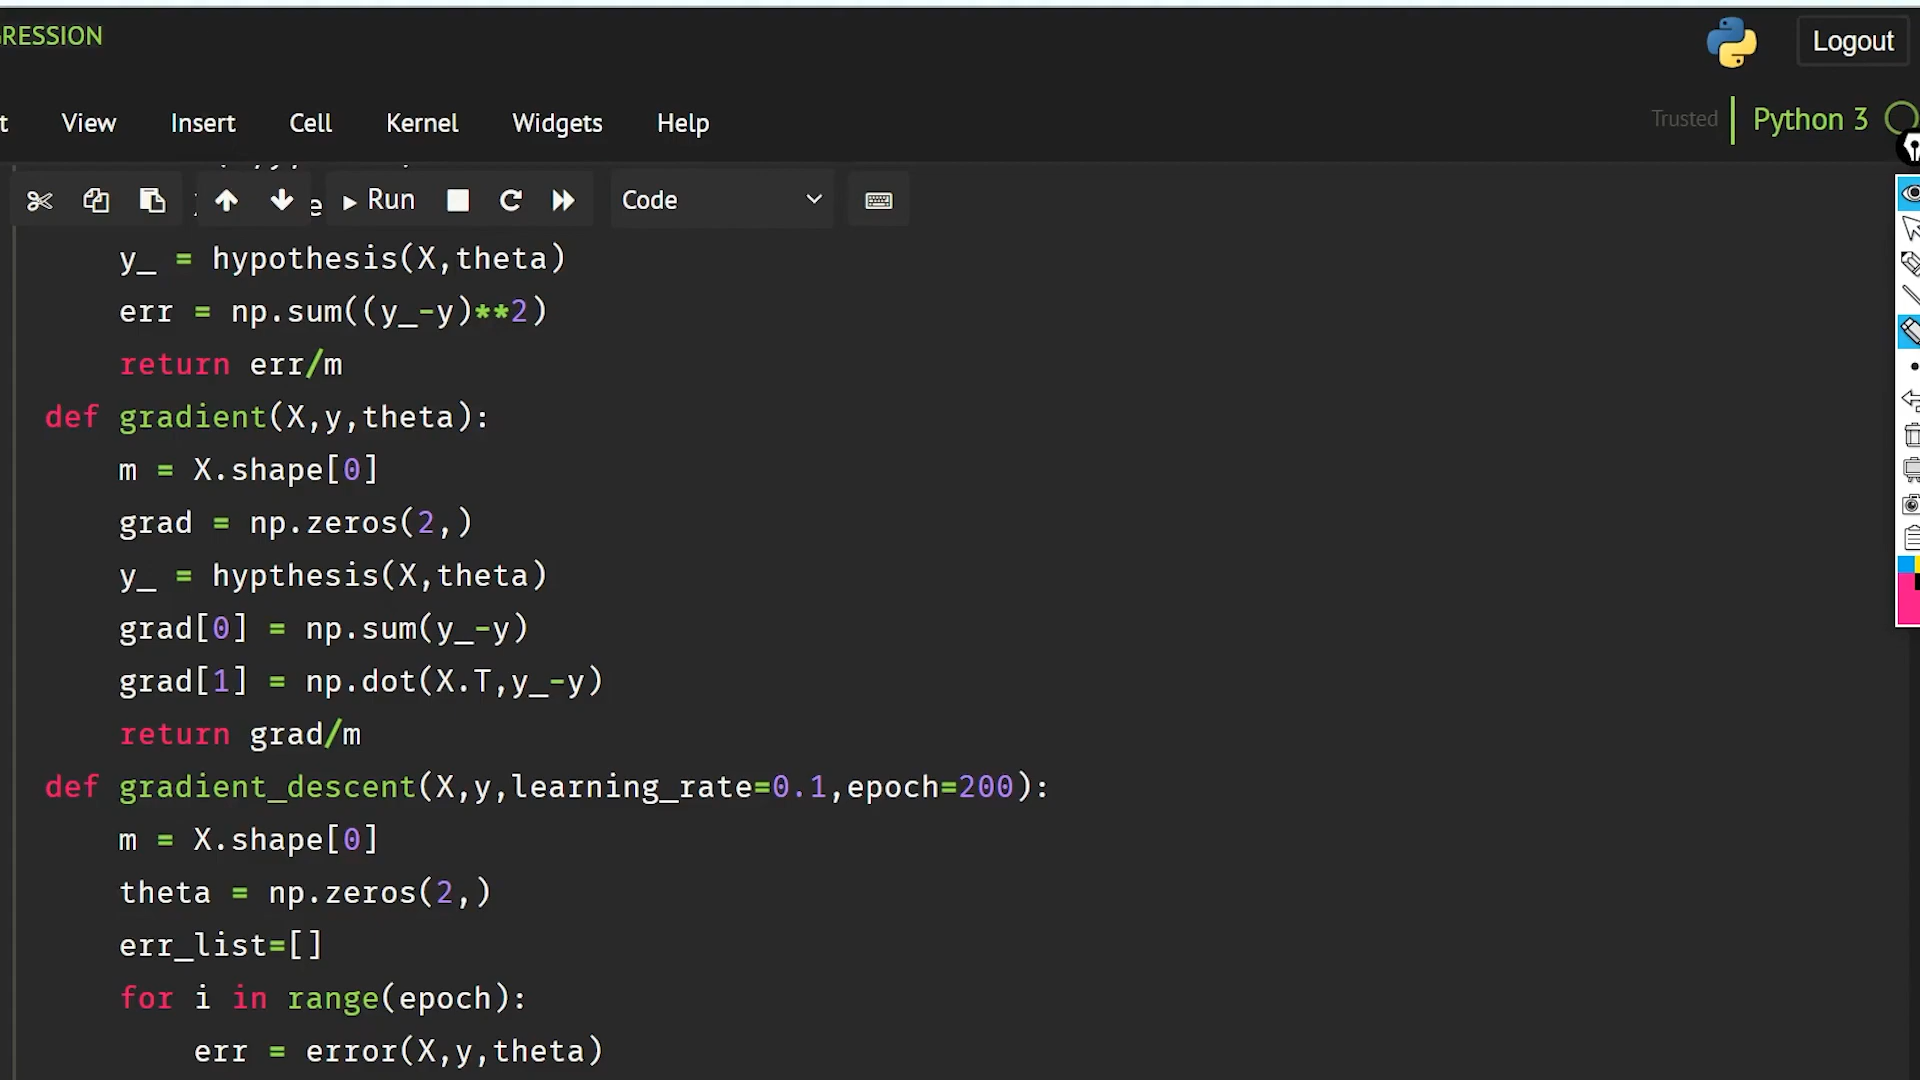 RESSION
Logout
t View Insert Cell Kernel Widgets Help
Trusted Python 3
e Run Code
y_ = hypothesis(X,theta)
err = np.sum((y_-y)**2)
return err/m
def gradient(X,y,theta):
m = X.shape[0]
grad = np.zeros(2,)
y_ = hypthesis(X,theta)
grad[0] = np.sum(y_-y)
grad[1] = np.dot(X.T,y_-y)
return grad/m
def gradient_descent(X,y,learning_rate=0.1,epoch=200):
m = X.shape[0]
theta = np.zeros(2,)
err_list=[]
for i in range(epoch):
err = error(X,y,theta)